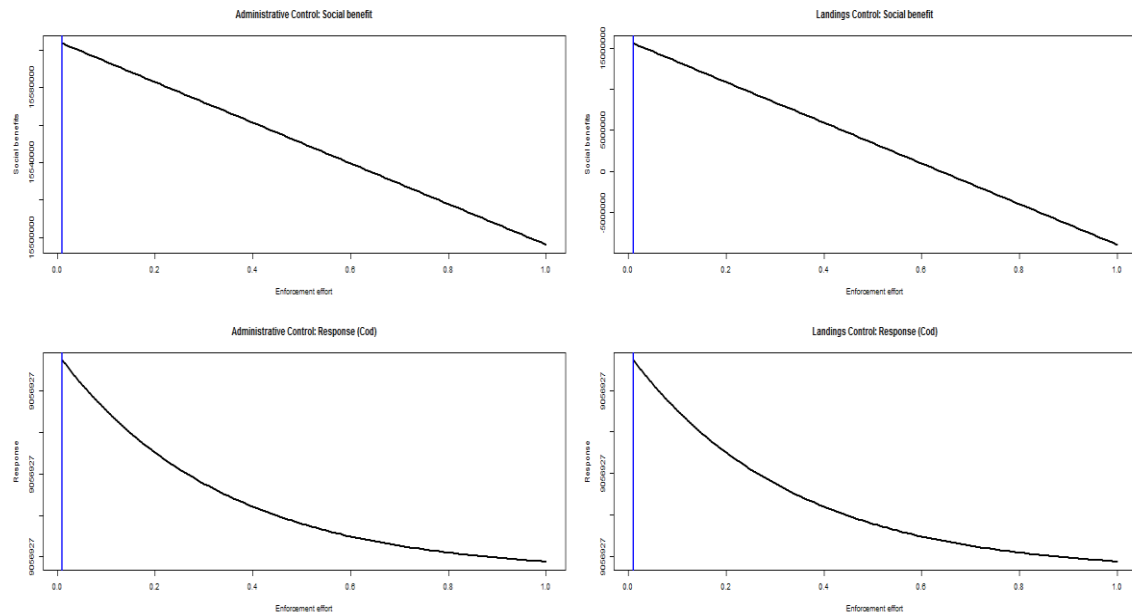 Administrative Control: Social benefit
Social benefits
15500000
15540000
15580000
0.0 0.2 0.4 0.6 0.8 1.0
Enforcement effort
Landings Control: Social benefit
Social benefits
-5000000
0
5000000
15000000
0.0 0.2 0.4 0.6 0.8 1.0
Enforcement effort
Administrative Control: Response (Cod)
Response
9056927
9056927
9056927
0.0 0.2 0.4 0.6 0.8 1.0
Enforcement effort
Landings Control: Response (Cod)
Response
9056927
9056927
9056927
0.0 0.2 0.4 0.6 0.8 1.0
Enforcement effort